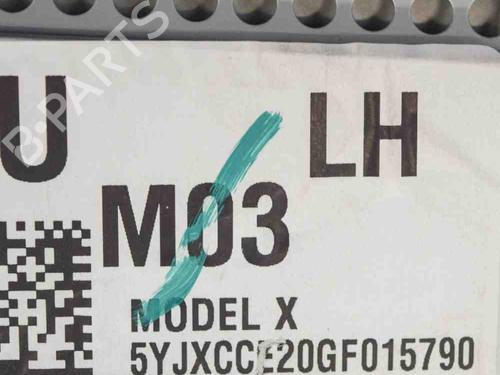 U
LH
M03
MODEL X
5YJXCCE20GF015790
B-PARTS